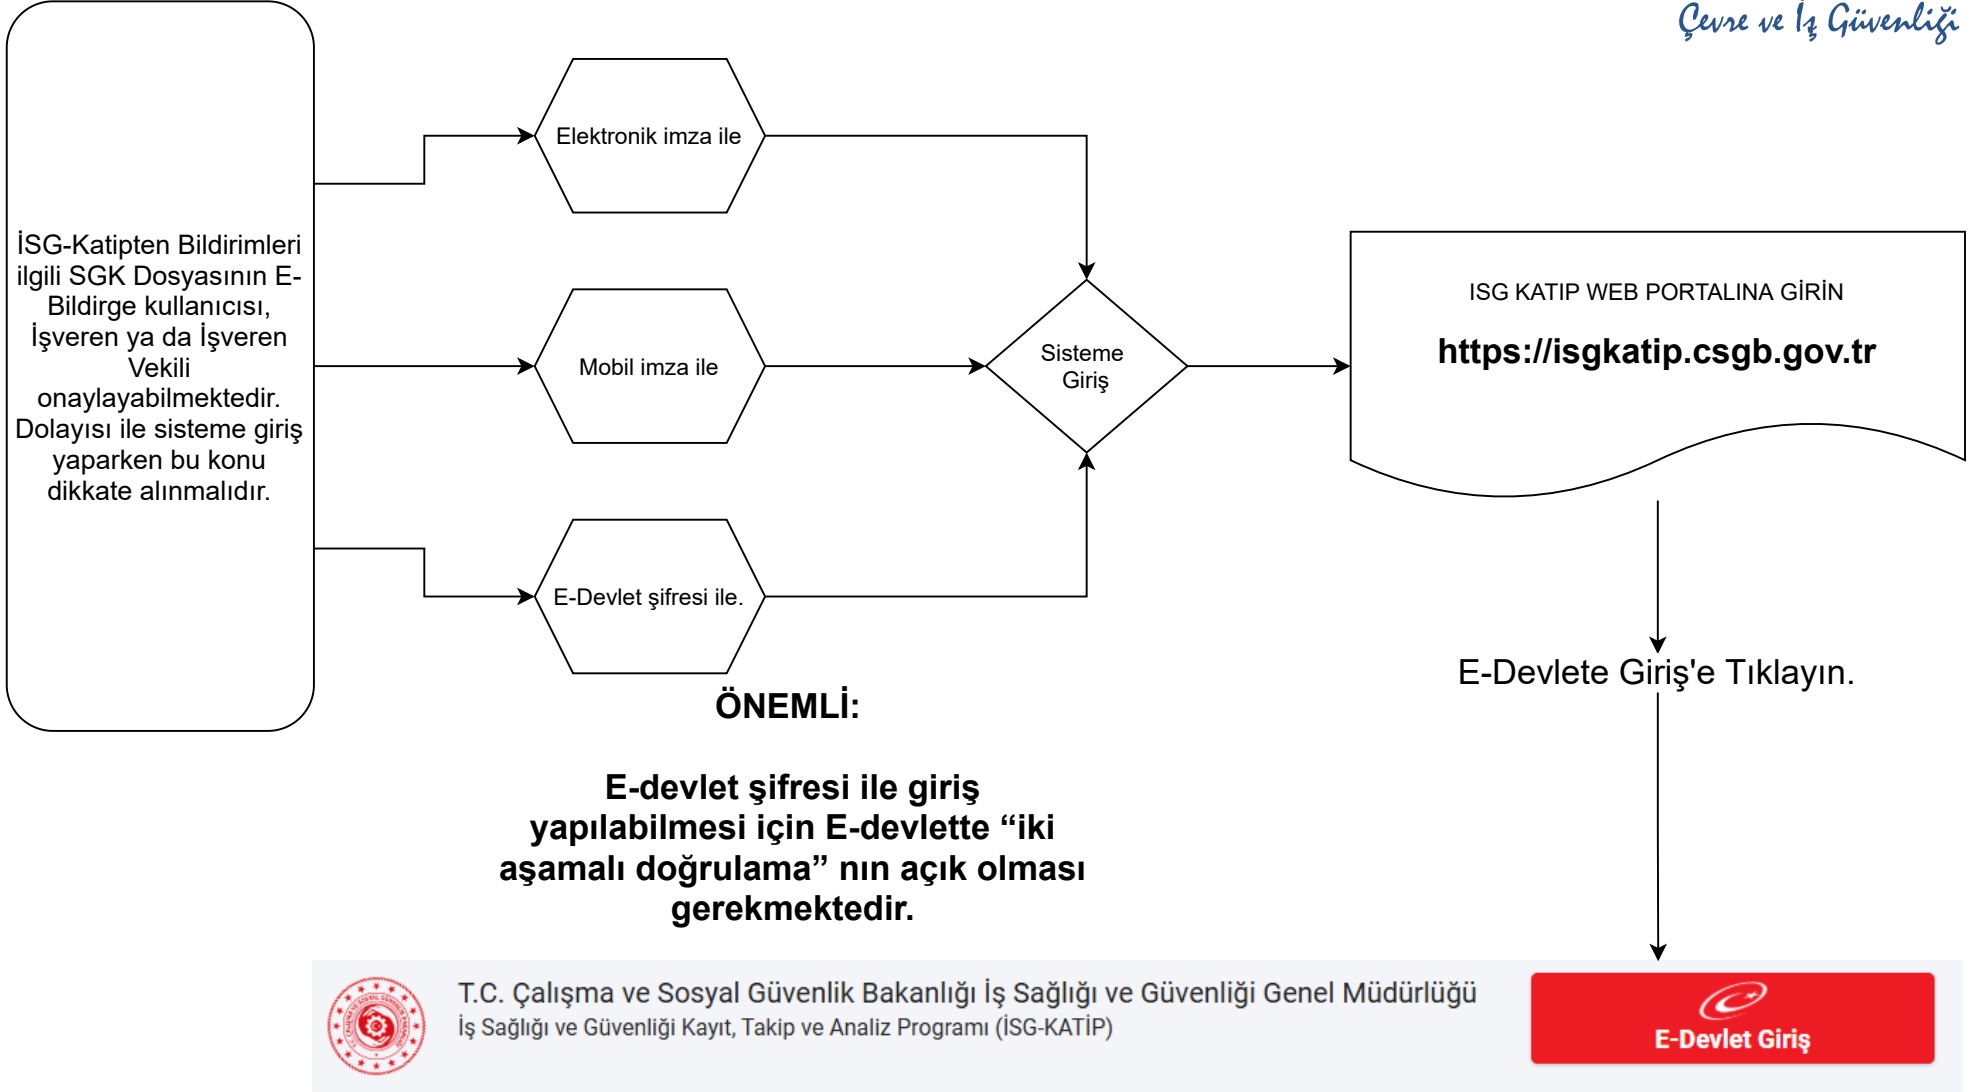 Çevre ve İş Güvenliği
İSG-Katipten Bildirimleri
ilgili SGK Dosyasının E-
Bildirge kullanıcısı,
İşveren ya da İşveren
Vekili
onaylayabilmektedir.
Dolayısı ile sisteme giriş
yaparken bu konu
dikkate alınmalıdır.
Elektronik imza ile
Mobil imza ile
E-Devlet şifresi ile.
Sisteme
Giriş
ISG KATIP WEB PORTALINA GİRİN
https://isgkatip.csgb.gov.tr
E-Devlete Giriş'e Tıklayın.
ÖNEMLİ:
E-devlet şifresi ile giriş
yapılabilmesi için E-devlette “iki
aşamalı doğrulama” nın açık olması
gerekmektedir.
T.C. Çalışma ve Sosyal Güvenlik Bakanlığı İş Sağlığı ve Güvenliği Genel Müdürlüğü
İş Sağlığı ve Güvenliği Kayıt, Takip ve Analiz Programı (İSG-KATİP)
E-Devlet Giriş